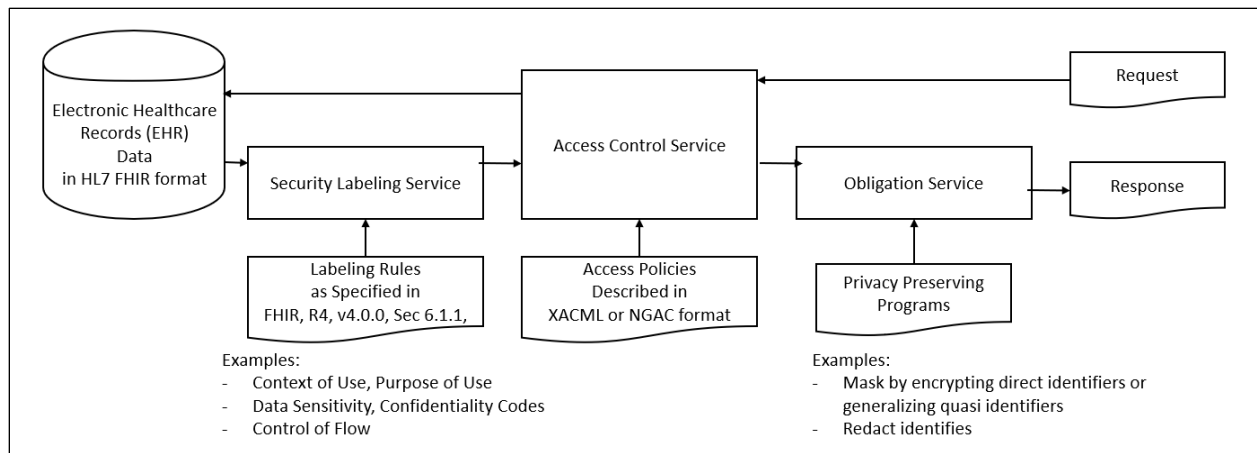 Electronic Healthcare
Records (EHR)
Data
in HL7 FHIR format
Security Labeling Service
Access Control Service
Obligation Service
Request
Response
Labeling Rules
as Specified in
FHIR, R4, v4.0.0, Sec 6.1.1,
Access Policies
Described in
XACML or NGAC format
Privacy Preserving
Programs
Examples:
- Context of Use, Purpose of Use
- Data Sensitivity, Confidentiality Codes
- Control of Flow
Examples:
- Mask by encrypting direct identifiers or
generalizing quasi identifiers
- Redact identifies